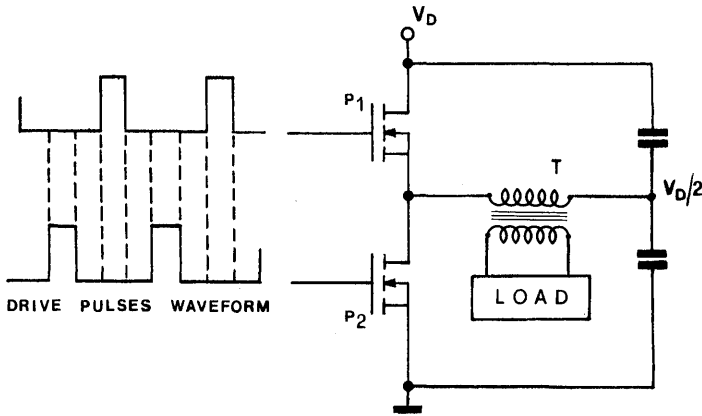 V_D
P1
T
V_D/2
LOAD
P2
DRIVE PULSES WAVEFORM